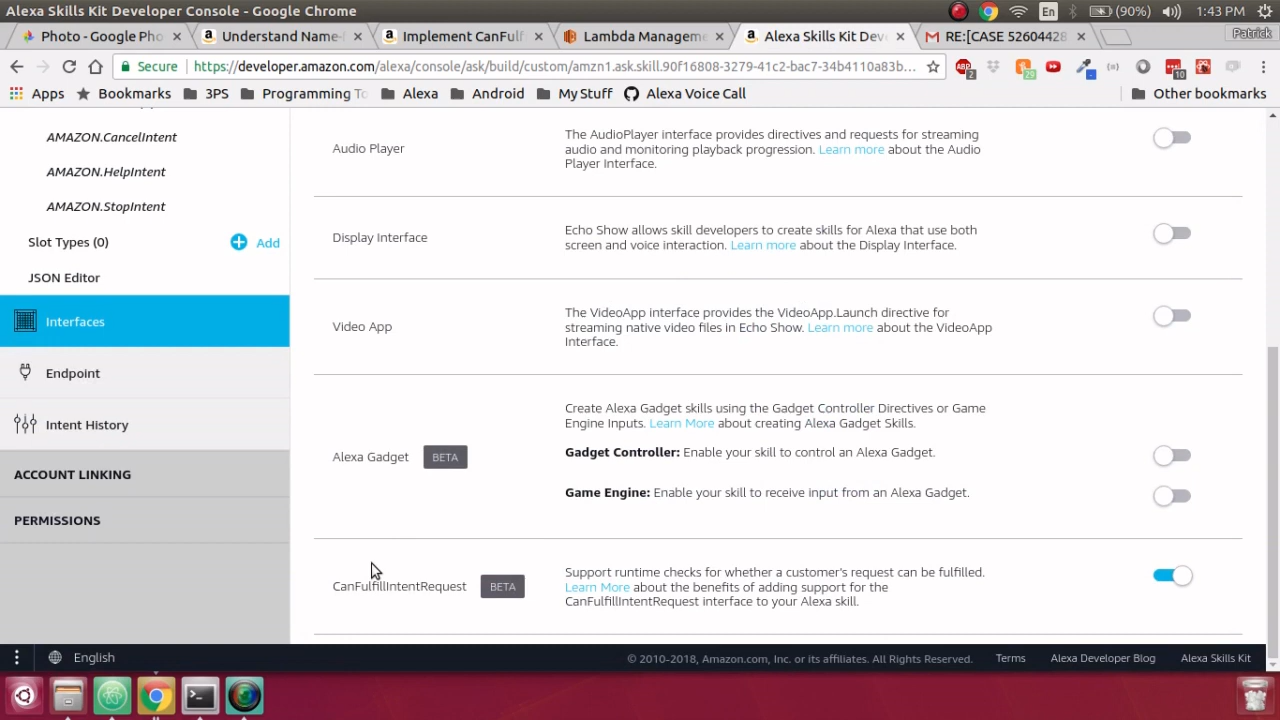 Alexa Skills Kit Developer Console - Google Chrome
En
(90%)
1:43 PM
Photo - Google Pho
Understand Name-
Implement CanFulf
Lambda Manageme
Alexa Skills Kit Dev
RE:[CASE 52604428
Patrick
Secure
https://developer.amazon.com/alexa/console/ask/build/custom/amzn1.ask.skill.90f16808-3279-41c2-bac7-34b4110a83b...
ABP
2
29
-
10
Apps
Bookmarks
3PS
Programming To
Alexa
Android
My Stuff
Alexa Voice Call
Other bookmarks
AMAZON.CancelIntent
AMAZON.HelpIntent
AMAZON.StopIntent
Slot Types (0)
Add
JSON Editor
Interfaces
Endpoint
Intent History
ACCOUNT LINKING
PERMISSIONS
Audio Player
The AudioPlayer interface provides directives and requests for streaming
audio and monitoring playback progression. Learn more about the Audio
Player Interface.
Display Interface
Echo Show allows skill developers to create skills for Alexa that use both
screen and voice interaction. Learn more about the Display Interface.
Video App
The VideoApp interface provides the VideoApp.Launch directive for
streaming native video files in Echo Show. Learn more about the VideoApp
Interface.
Alexa Gadget
BETA
Create Alexa Gadget skills using the Gadget Controller Directives or Game
Engine Inputs. Learn More about creating Alexa Gadget Skills.
Gadget Controller: Enable your skill to control an Alexa Gadget.
Game Engine: Enable your skill to receive input from an Alexa Gadget.
CanFulfillIntentRequest
BETA
Support runtime checks for whether a customer's request can be fulfilled.
Learn More about the benefits of adding support for the
CanFulfillIntentRequest interface to your Alexa skill.
English
© 2010-2018, Amazon.com, Inc. or its affiliates. All Rights Reserved.
Terms
Alexa Developer Blog
Alexa Skills Kit